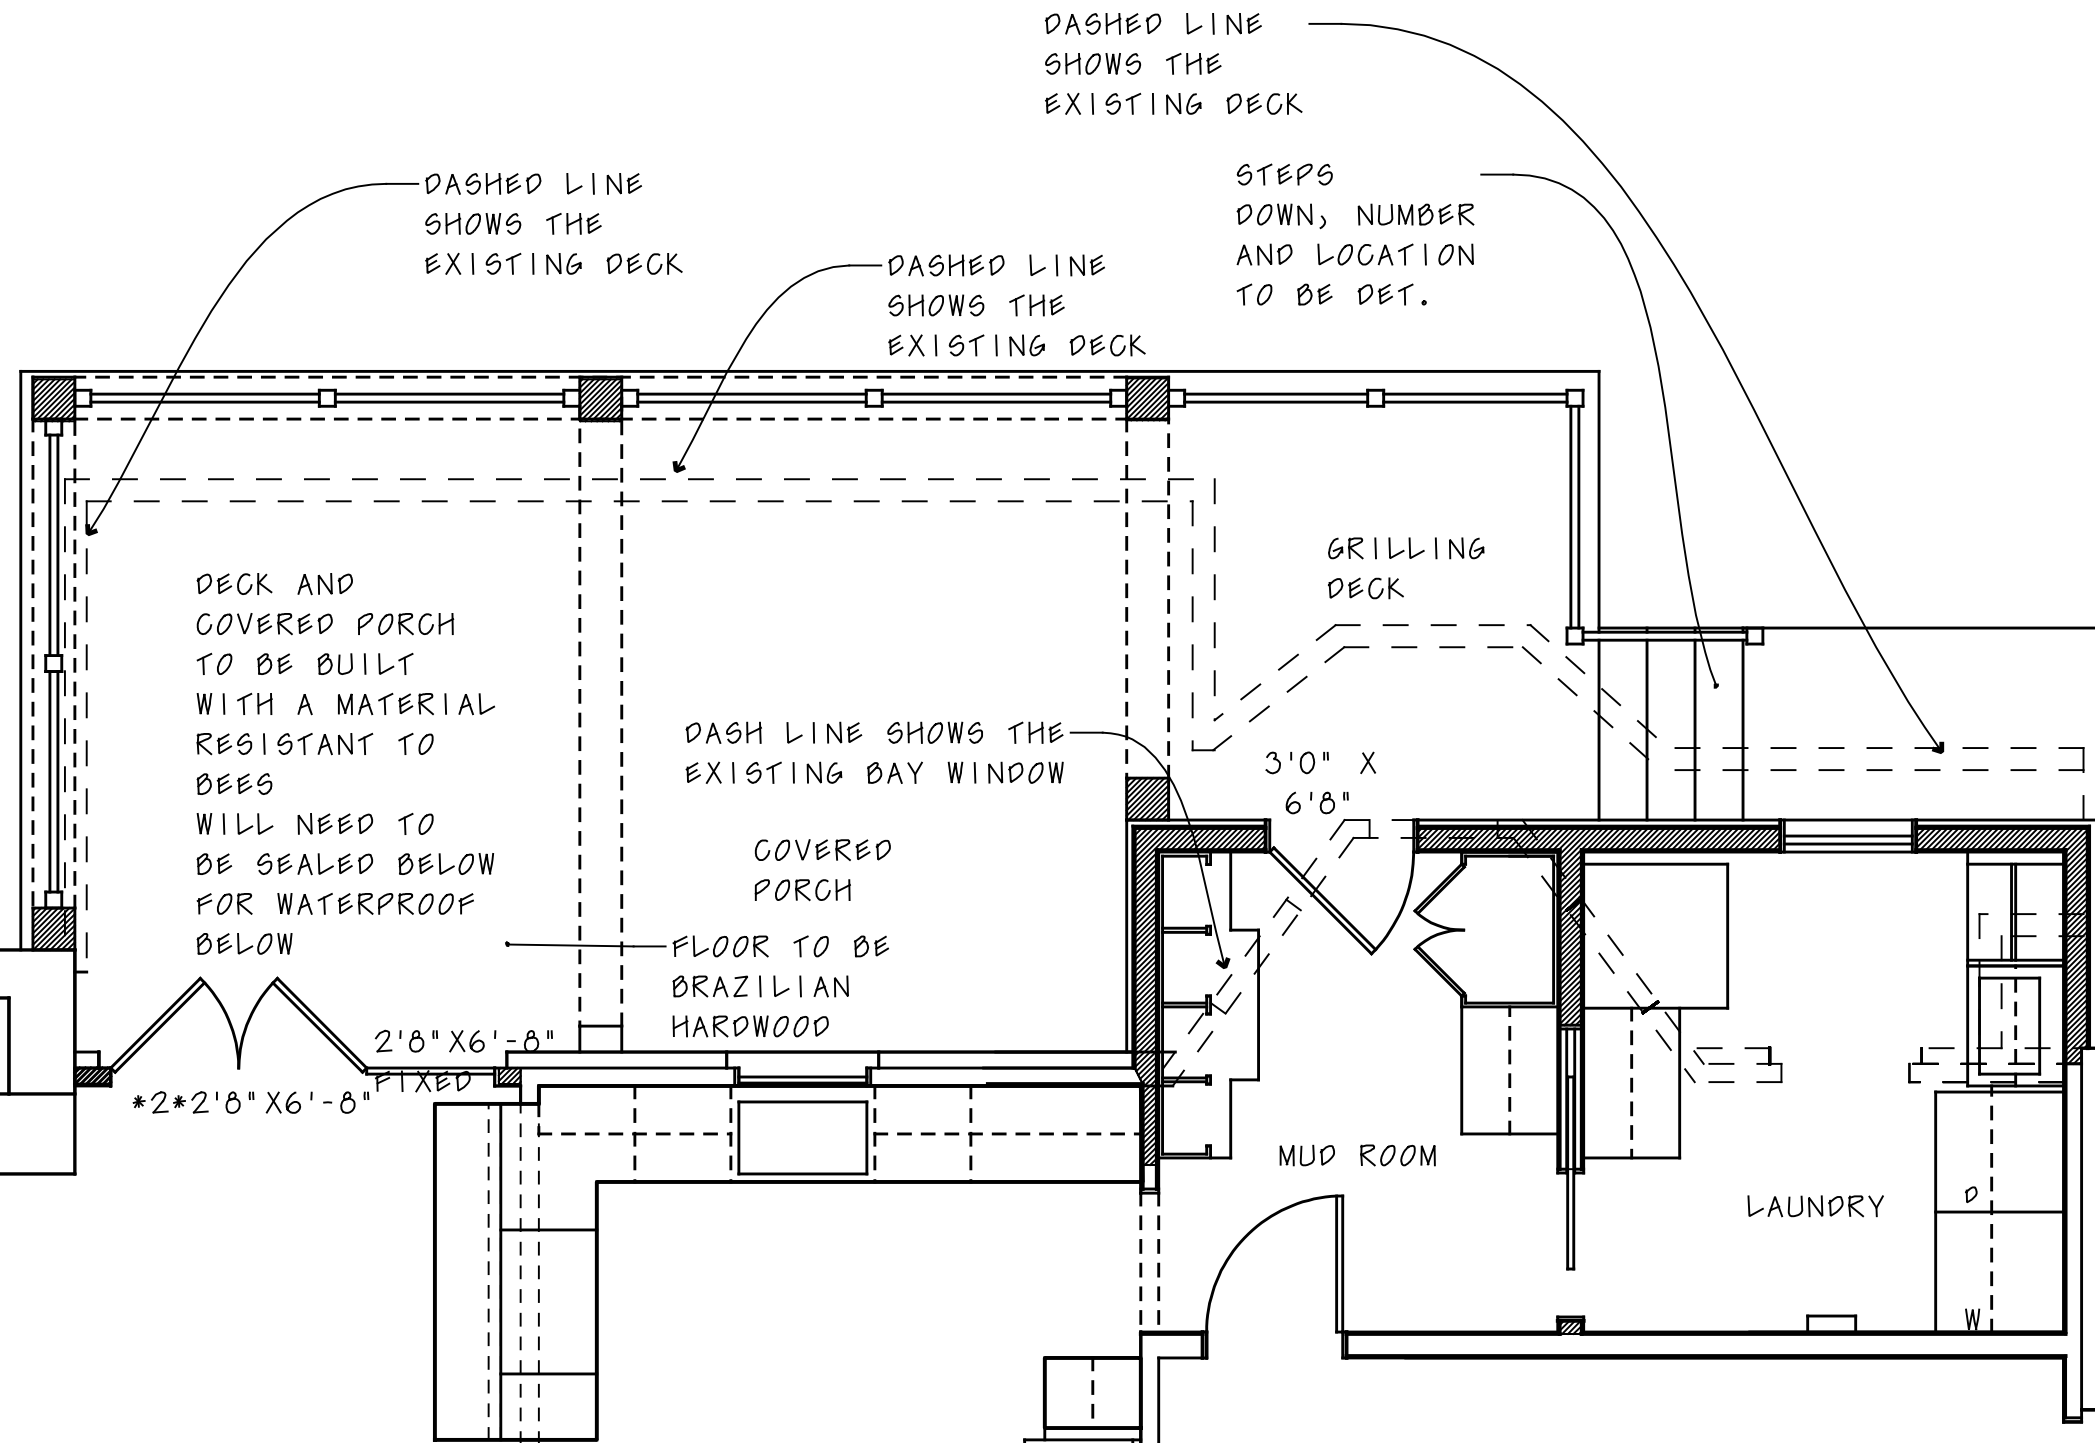 DASHED LINE
SHOWS THE
EXISTING DECK
DASHED LINE
SHOWS THE
EXISTING DECK
DASHED LINE
SHOWS THE
EXISTING DECK
STEPS
DOWN, NUMBER
AND LOCATION
TO BE DET.
GRILLING
DECK
DECK AND
COVERED PORCH
TO BE BUILT
WITH A MATERIAL
RESISTANT TO
BEES
WILL NEED TO
BE SEALED BELOW
FOR WATERPROOF
BELOW
DASH LINE SHOWS THE
EXISTING BAY WINDOW
3'0" X
6'8"
COVERED
PORCH
FLOOR TO BE
BRAZILIAN
HARDWOOD
2'8"X6'-8"
FIXED
*2*2'8"X6'-8"
MUD ROOM
LAUNDRY
D
W